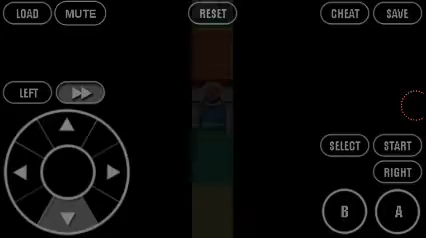 LOAD MUTE RESET CHEAT SAVE
LEFT
SELECT START
RIGHT
B A